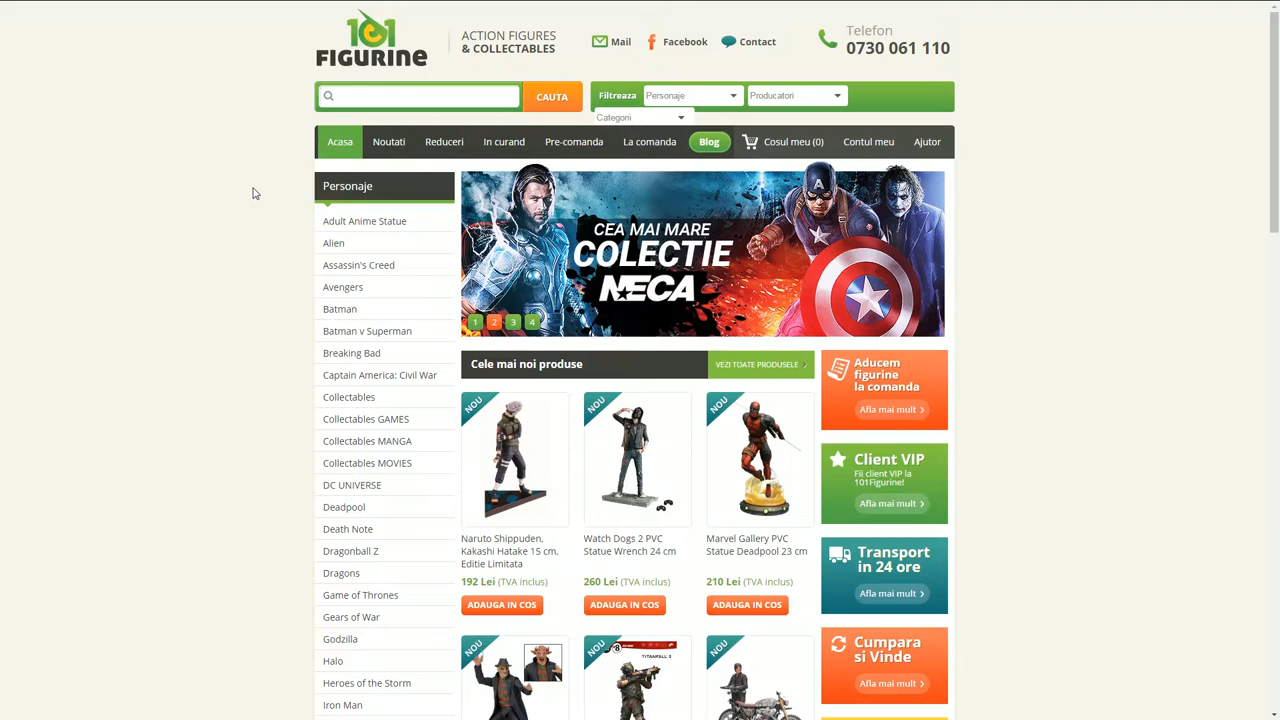 101
FIGURINE
ACTION FIGURES
& COLLECTABLES
Mail
Facebook
Contact
Telefon
0730 061 110
CAUTA
Filtreaza
Personaje
Producatori
Categorii
Acasa
Noutati
Reduceri
In curand
Pre-comanda
La comanda
Blog
Cosul meu (0)
Contul meu
Ajutor
Personaje
Adult Anime Statue
Alien
Assassin's Creed
Avengers
Batman
Batman v Superman
Breaking Bad
Captain America: Civil War
Collectables
Collectables GAMES
Collectables MANGA
Collectables MOVIES
DC UNIVERSE
Deadpool
Death Note
Dragonball Z
Dragons
Game of Thrones
Gears of War
Godzilla
Halo
Heroes of the Storm
Iron Man
CEA MAI MARE
COLECTIE
NECA
1 2 3 4
Cele mai noi produse
VEZI TOATE PRODUSELE
NOU
Naruto Shippuden,
Kakashi Hatake 15 cm,
Editie Limitata
192 Lei (TVA inclus)
ADAUGA IN COS
NOU
Watch Dogs 2 PVC
Statue Wrench 24 cm
260 Lei (TVA inclus)
ADAUGA IN COS
NOU
Marvel Gallery PVC
Statue Deadpool 23 cm
210 Lei (TVA inclus)
ADAUGA IN COS
NOU
NOU
TITANFALL 2
NOU
Aducem
figurine
la comanda
Afla mai mult
Client VIP
Fii client VIP la
101Figurine!
Afla mai mult
Transport
in 24 ore
Afla mai mult
Cumpara
si Vinde
Afla mai mult